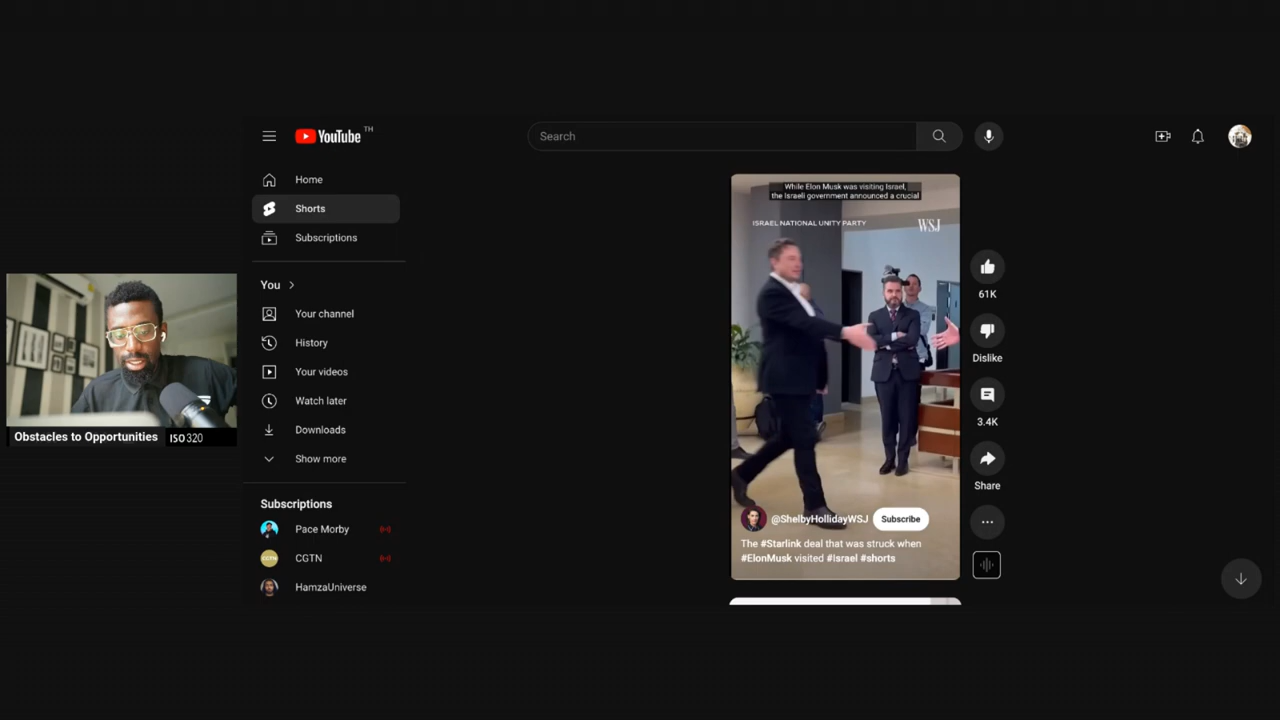 YouTube TH
Search
Home
Shorts
Subscriptions
You
Your channel
History
Your videos
Watch later
Downloads
Show more
Subscriptions
Pace Morby
CGTN
HamzaUniverse
Obstacles to Opportunities
ISO320
While Elon Musk was visiting Israel,
the Israeli government announced a crucial
ISRAEL NATIONAL UNITY PARTY
WSJ
@ShelbyHollidayWSJ
Subscribe
The #Starlink deal that was struck when
#ElonMusk visited #Israel #shorts
61K
Dislike
3.4K
Share